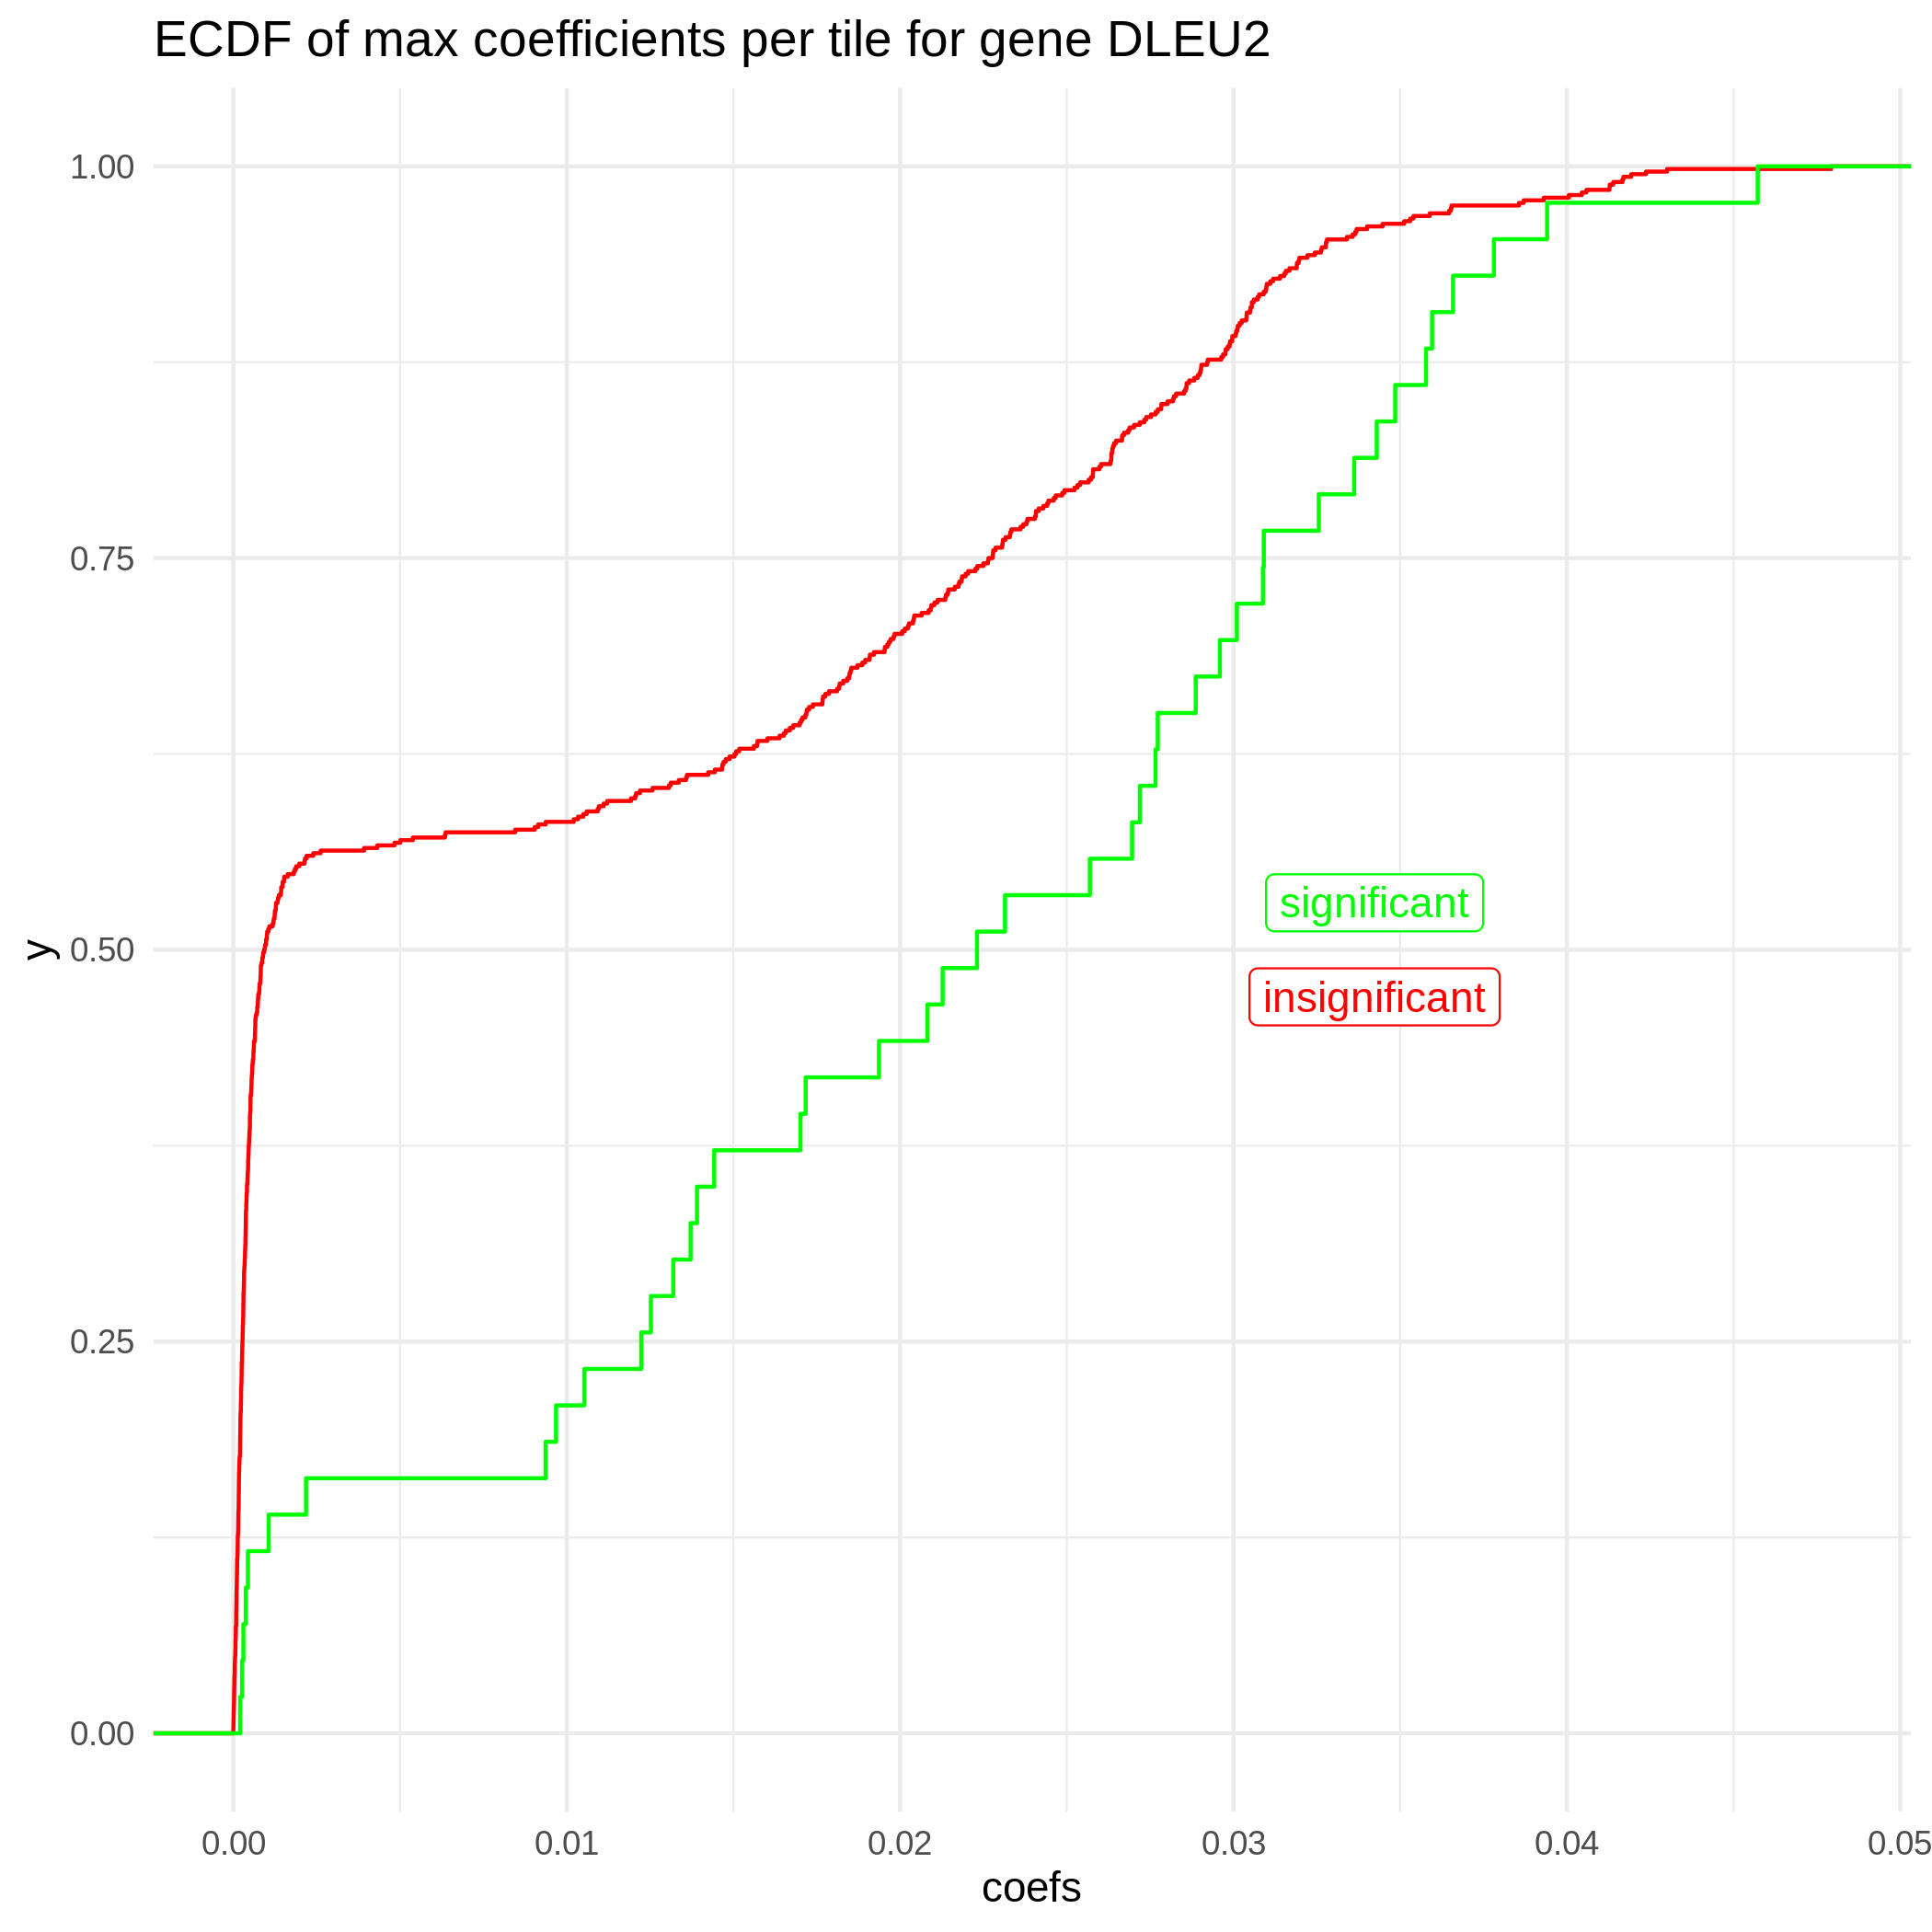 ECDF of max coefficients per tile for gene DLEU2
1.00
0.75
0.50
0.25
0.00
y
significant
insignificant
0.00 0.01 0.02 0.03 0.04 0.05
coefs